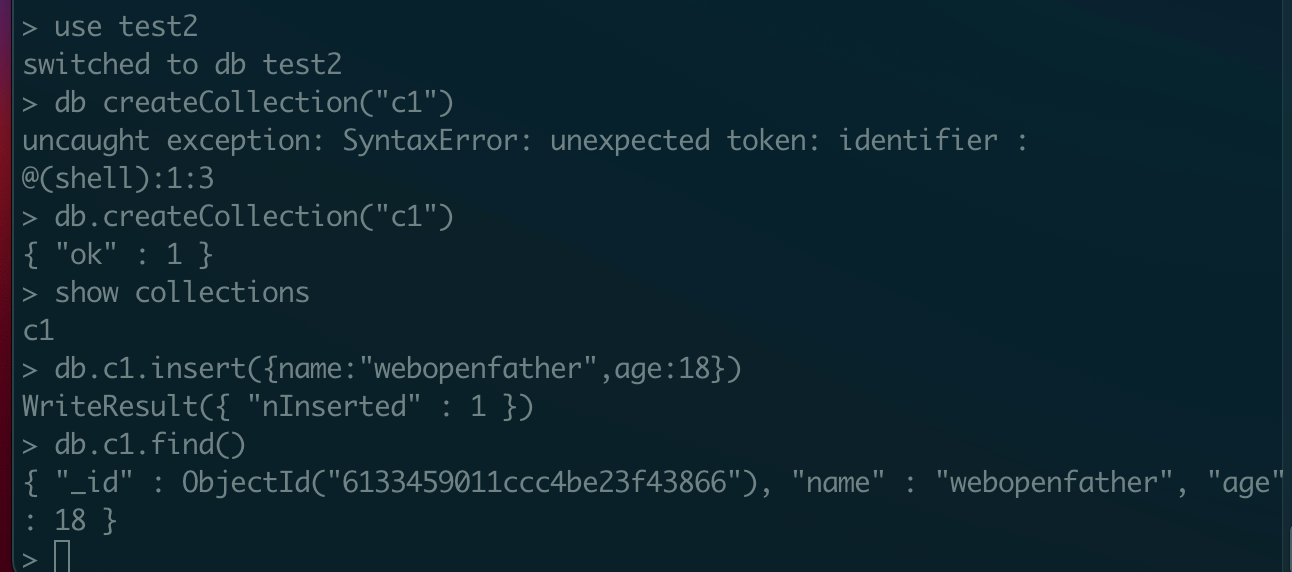 > use test2
switched to db test2
> db createCollection("c1")
uncaught exception: SyntaxError: unexpected token: identifier :
@(shell):1:3
> db.createCollection("c1")
{ "ok" : 1 }
> show collections
c1
> db.c1.insert({name:"webopenfather",age:18})
WriteResult({ "nInserted" : 1 })
> db.c1.find()
{ "_id" : ObjectId("6133459011ccc4be23f43866"), "name" : "webopenfather", "age"
: 18 }
>